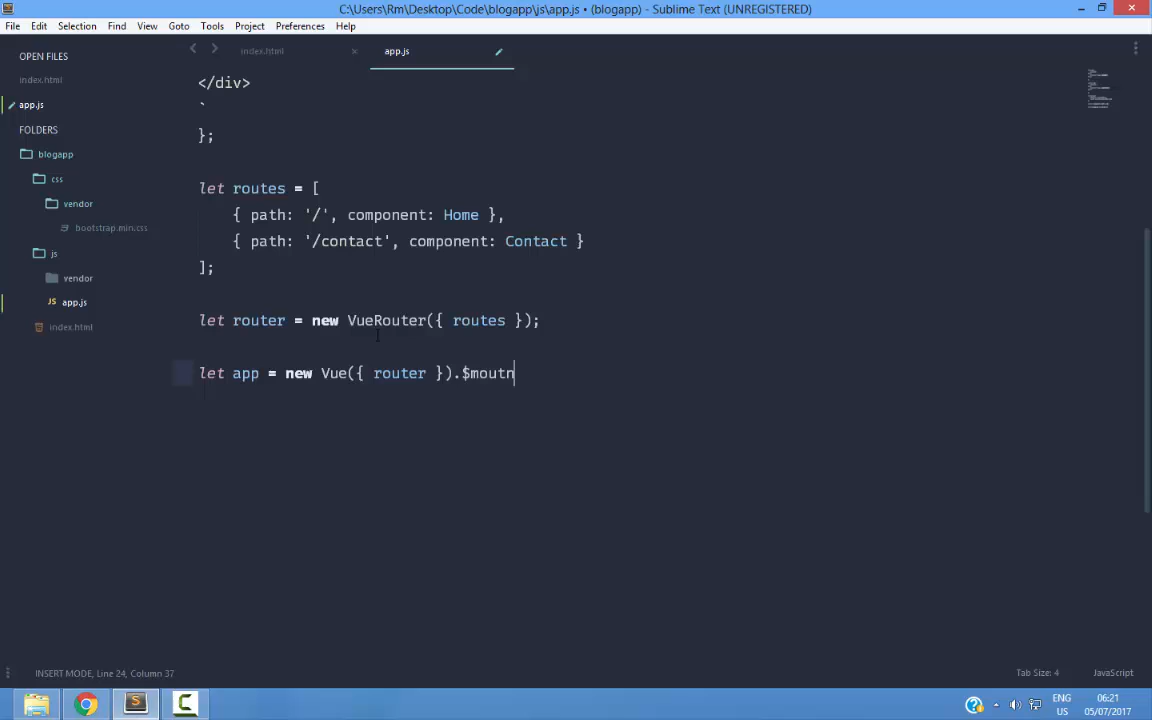 C:\Users\Rm\Desktop\Code\blogapp\js\app.js • (blogapp) - Sublime Text (UNREGISTERED)
File Edit Selection Find View Goto Tools Project Preferences Help
OPEN FILES
index.html
app.js
FOLDERS
blogapp
css
vendor
bootstrap.min.css
js
vendor
JS app.js
index.html
index.html
app.js
</div>
`
};
let routes = [
{ path: '/', component: Home },
{ path: '/contact', component: Contact }
];
let router = new VueRouter({ routes });
let app = new Vue({ router }).$moutn
INSERT MODE, Line 24, Column 37
Tab Size: 4
JavaScript
ENG
US
06:21
05/07/2017